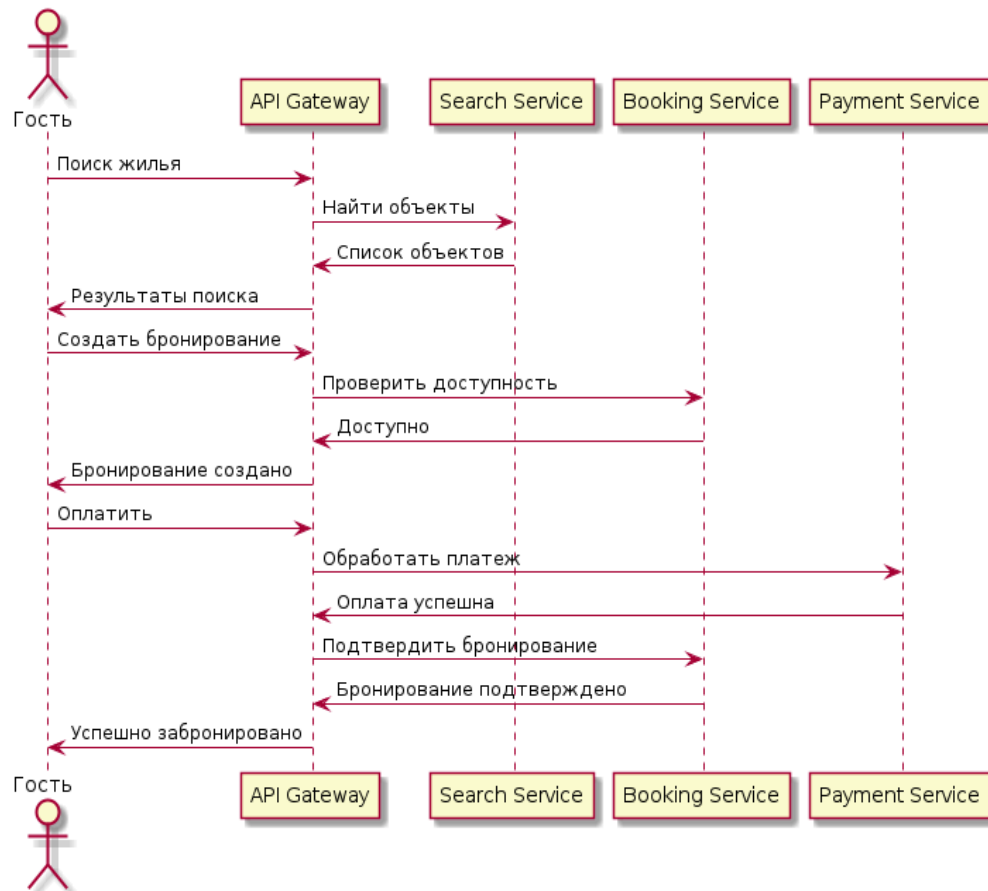 Гость
API Gateway
Search Service
Booking Service
Payment Service
Поиск жилья
Найти объекты
Список объектов
Результаты поиска
Создать бронирование
Проверить доступность
Доступно
Бронирование создано
Оплатить
Обработать платеж
Оплата успешна
Подтвердить бронирование
Бронирование подтверждено
Успешно забронировано
Гость
API Gateway
Search Service
Booking Service
Payment Service